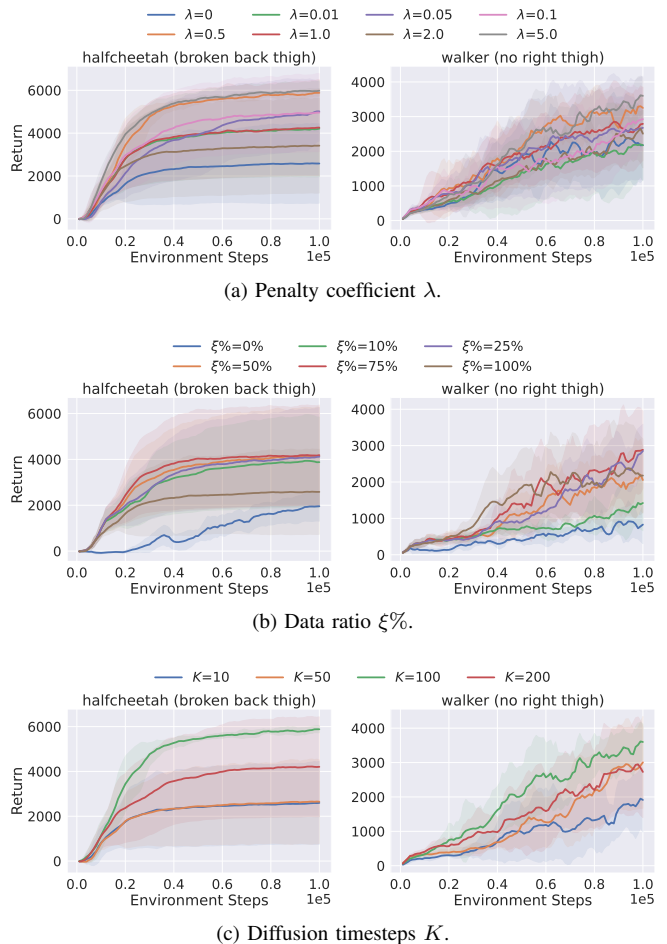 λ=0 λ=0.01 λ=0.05 λ=0.1
λ=0.5 λ=1.0 λ=2.0 λ=5.0
halfcheetah (broken back thigh) walker (no right thigh)
6000
4000
2000
0
Return
0.0 0.2 0.4 0.6 0.8 1.0
Environment Steps 1e5
4000
3000
2000
1000
0
0.0 0.2 0.4 0.6 0.8 1.0
Environment Steps 1e5
(a) Penalty coefficient λ.
ξ%=0% ξ%=10% ξ%=25%
ξ%=50% ξ%=75% ξ%=100%
halfcheetah (broken back thigh) walker (no right thigh)
6000
4000
2000
0
Return
0.0 0.2 0.4 0.6 0.8 1.0
Environment Steps 1e5
4000
3000
2000
1000
0
0.0 0.2 0.4 0.6 0.8 1.0
Environment Steps 1e5
(b) Data ratio ξ%.
K=10 K=50 K=100 K=200
halfcheetah (broken back thigh) walker (no right thigh)
6000
4000
2000
0
Return
0.0 0.2 0.4 0.6 0.8 1.0
Environment Steps 1e5
4000
3000
2000
1000
0
0.0 0.2 0.4 0.6 0.8 1.0
Environment Steps 1e5
(c) Diffusion timesteps K.